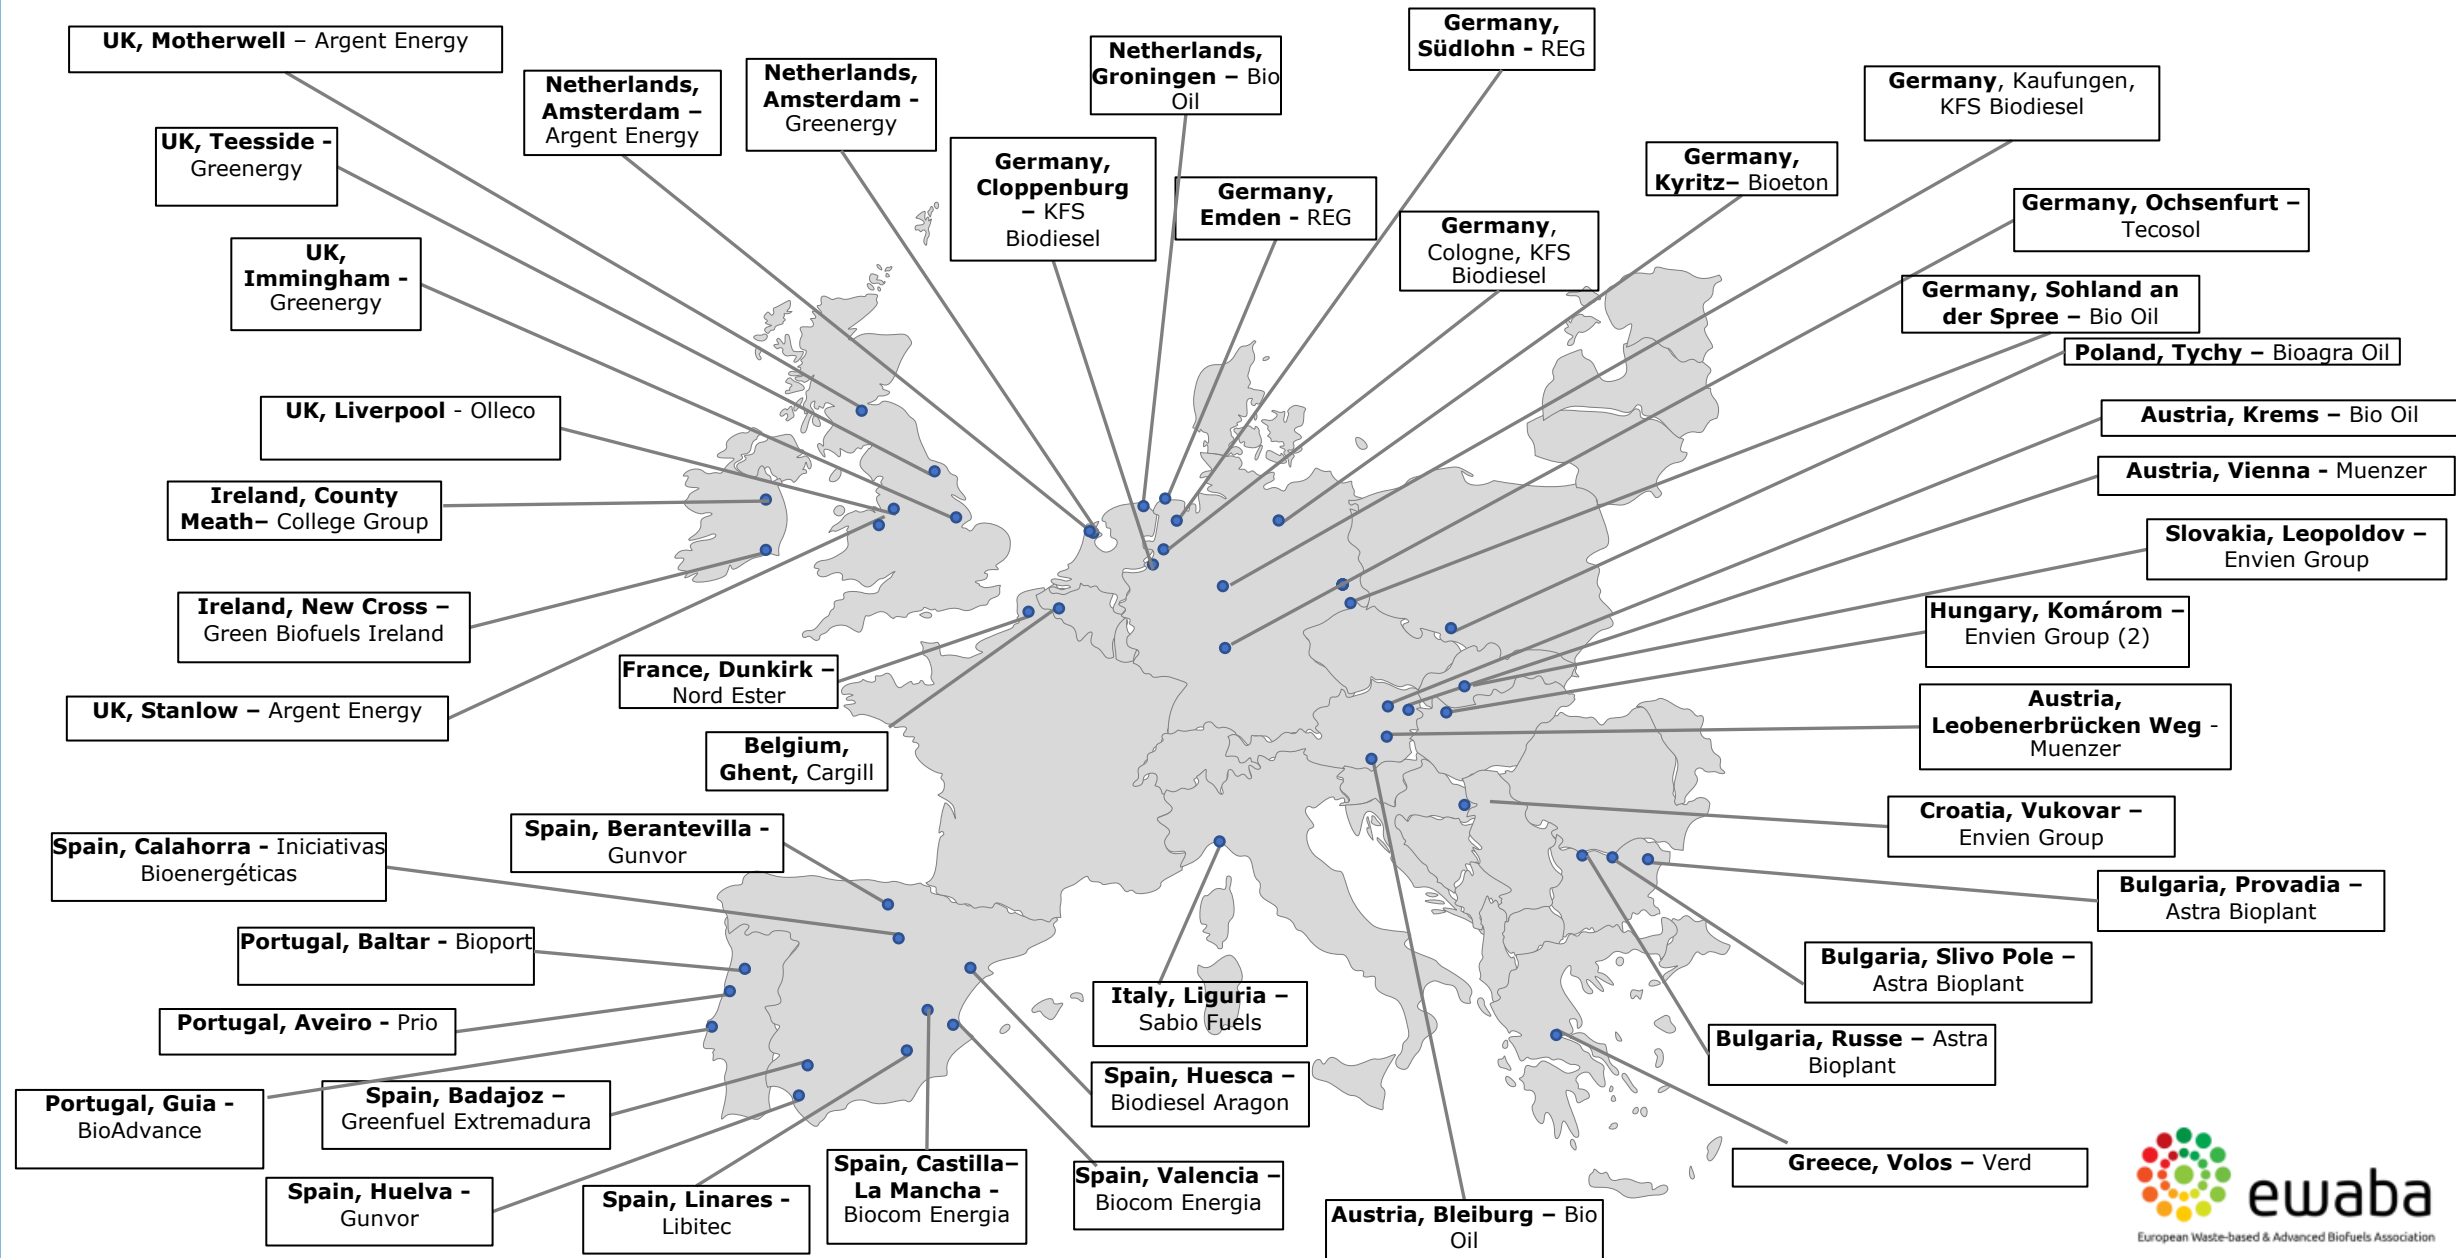 UK, Motherwell – Argent Energy
Netherlands,
Amsterdam –
Argent Energy
Netherlands,
Amsterdam -
Greenergy
Netherlands,
Groningen – Bio
Oil
Germany,
Südlohn - REG
Germany, Kaufungen,
KFS Biodiesel
UK, Teesside -
Greenergy
Germany,
Cloppenburg
– KFS
Biodiesel
Germany,
Emden - REG
Germany,
Kyritz– Bioeton
Germany,
Cologne, KFS
Biodiesel
Germany, Ochsenfurt –
Tecosol
UK,
Immingham -
Greenergy
Germany, Sohland an
der Spree – Bio Oil
Poland, Tychy – Bioagra Oil
UK, Liverpool - Olleco
Austria, Krems – Bio Oil
Austria, Vienna - Muenzer
Ireland, County
Meath– College Group
Slovakia, Leopoldov –
Envien Group
Ireland, New Cross –
Green Biofuels Ireland
Hungary, Komárom –
Envien Group (2)
France, Dunkirk –
Nord Ester
UK, Stanlow – Argent Energy
Austria,
Leobenerbrücken Weg -
Muenzer
Belgium,
Ghent, Cargill
Croatia, Vukovar –
Envien Group
Spain, Berantevilla -
Gunvor
Spain, Calahorra - Iniciativas
Bioenergéticas
Bulgaria, Provadia –
Astra Bioplant
Portugal, Baltar - Bioport
Bulgaria, Slivo Pole –
Astra Bioplant
Italy, Liguria –
Sabio Fuels
Portugal, Aveiro - Prio
Bulgaria, Russe – Astra
Bioplant
Spain, Huesca –
Biodiesel Aragon
Portugal, Guia -
BioAdvance
Spain, Badajoz –
Greenfuel Extremadura
Greece, Volos – Verd
Spain, Huelva -
Gunvor
Spain, Linares -
Libitec
Spain, Castilla–
La Mancha -
Biocom Energia
Spain, Valencia –
Biocom Energia
Austria, Bleiburg – Bio
Oil
ewaba
European Waste-based & Advanced Biofuels Association